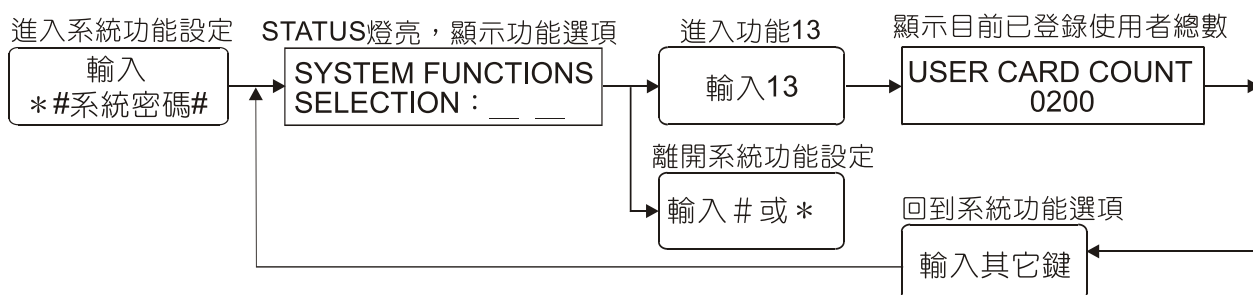 進入系統功能設定
輸入
＊#系統密碼#
STATUS燈亮，顯示功能選項
SYSTEM FUNCTIONS
SELECTION：__ __
進入功能13
輸入13
顯示目前已登錄使用者總數
USER CARD COUNT
0200
離開系統功能設定
輸入＃或＊
回到系統功能選項
輸入其它鍵